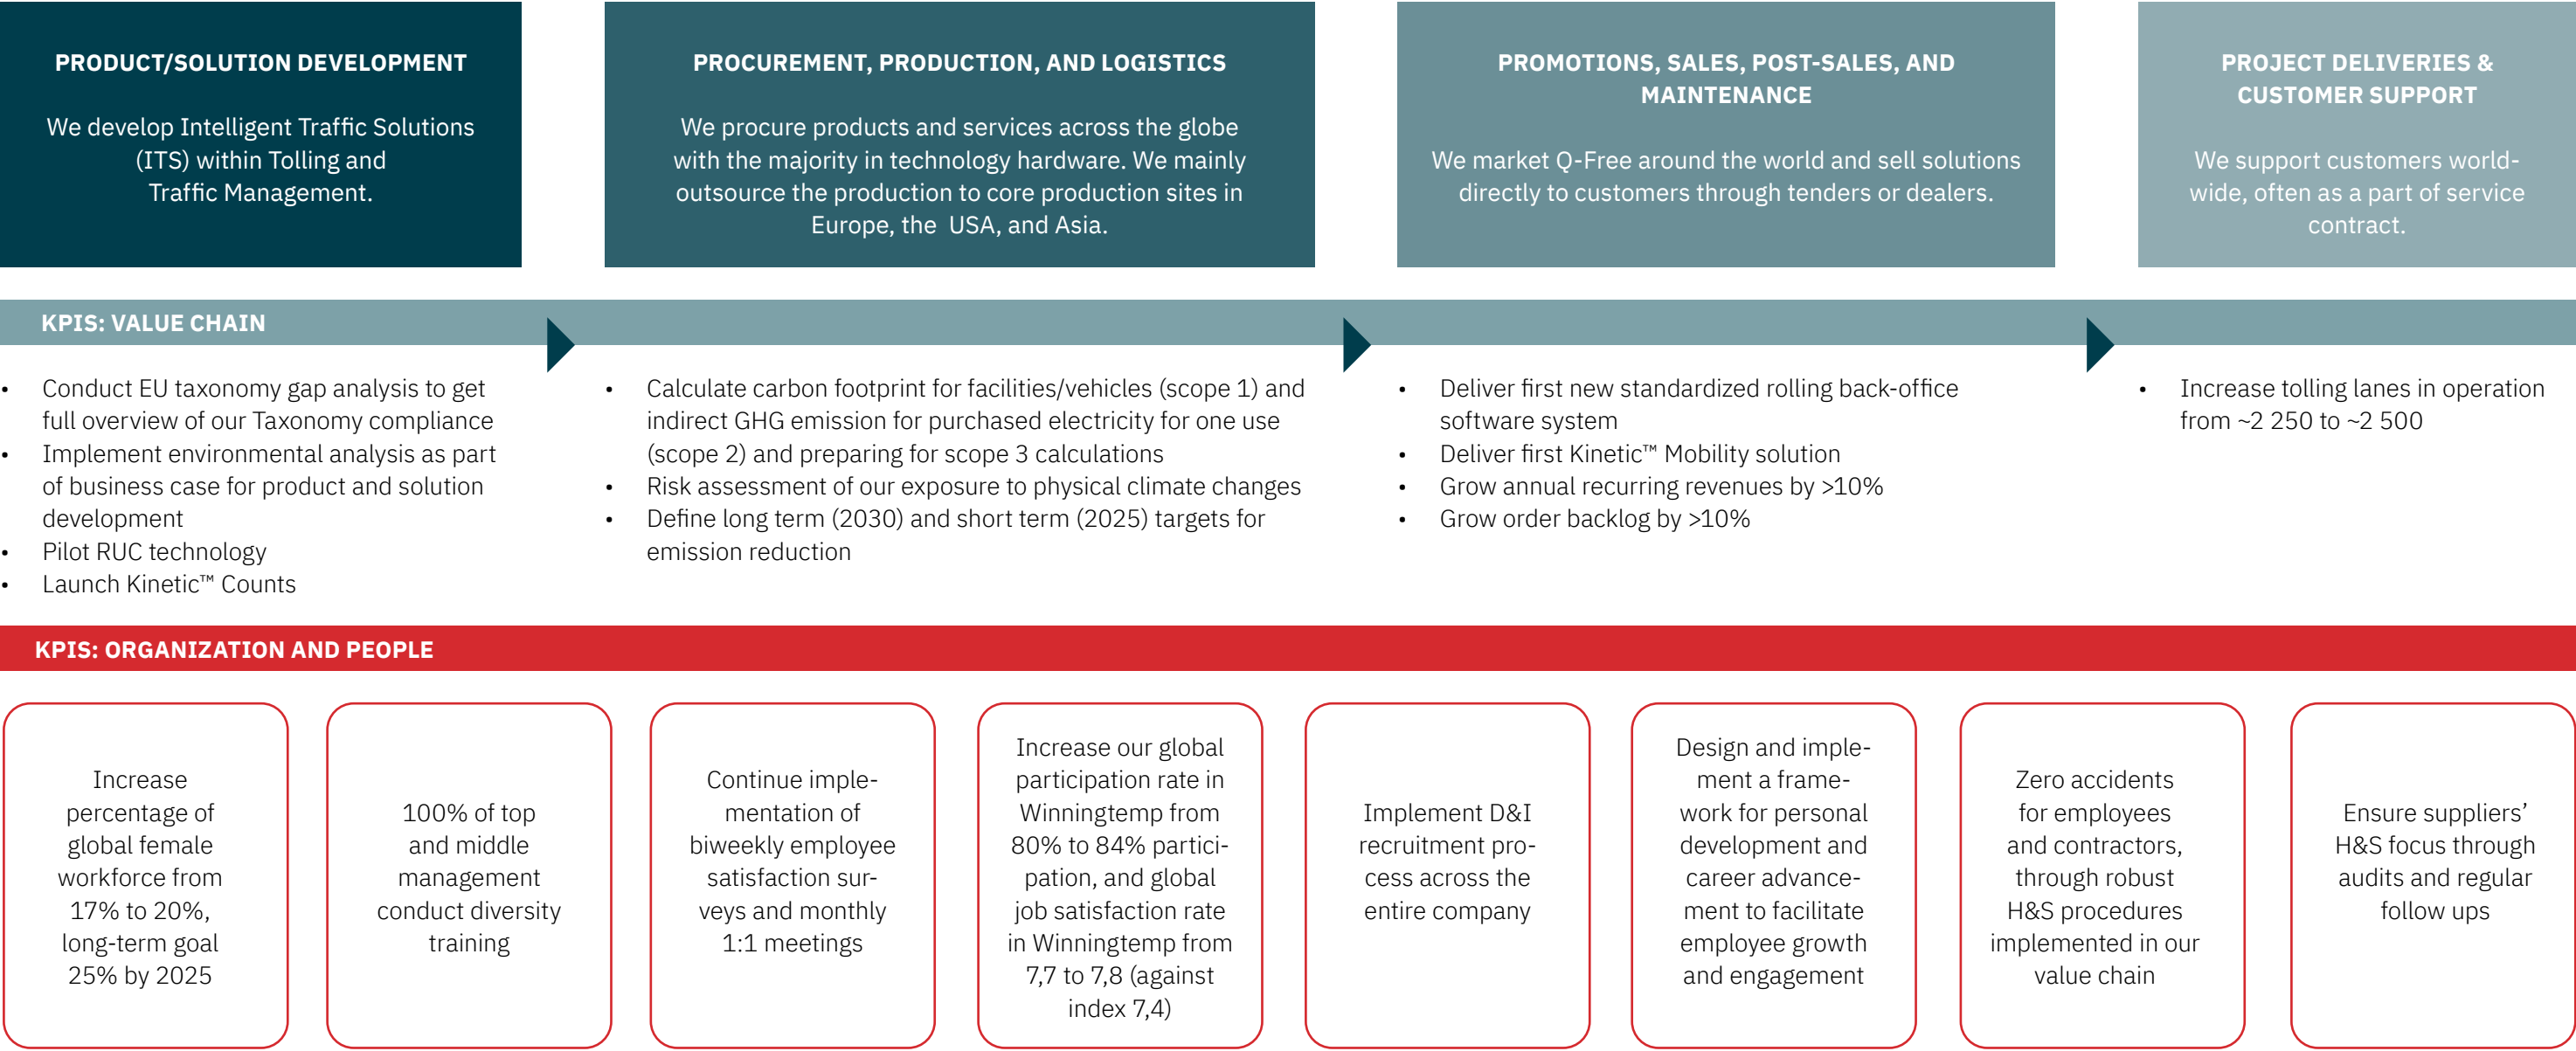 PRODUCT/SOLUTION DEVELOPMENT
We develop Intelligent Traffic Solutions
(ITS) within Tolling and
Traffic Management.
PROCUREMENT, PRODUCTION, AND LOGISTICS
We procure products and services across the globe
with the majority in technology hardware. We mainly
outsource the production to core production sites in
Europe, the  USA, and Asia.
PROMOTIONS, SALES, POST-SALES, AND
MAINTENANCE
We market Q-Free around the world and sell solutions
directly to customers through tenders or dealers.
PROJECT DELIVERIES &
CUSTOMER SUPPORT
We support customers world-
wide, often as a part of service
contract.
KPIS: VALUE CHAIN
• Conduct EU taxonomy gap analysis to get
full overview of our Taxonomy compliance
• Implement environmental analysis as part
of business case for product and solution
development
• Pilot RUC technology
• Launch Kinetic™ Counts
• Calculate carbon footprint for facilities/vehicles (scope 1) and
indirect GHG emission for purchased electricity for one use
(scope 2) and preparing for scope 3 calculations
• Risk assessment of our exposure to physical climate changes
• Define long term (2030) and short term (2025) targets for
emission reduction
• Deliver first new standardized rolling back-office
software system
• Deliver first Kinetic™ Mobility solution
• Grow annual recurring revenues by >10%
• Grow order backlog by >10%
• Increase tolling lanes in operation
from ~2 250 to ~2 500
KPIS: ORGANIZATION AND PEOPLE
Increase
percentage of
global female
workforce from
17% to 20%,
long-term goal
25% by 2025
100% of top
and middle
management
conduct diversity
training
Continue imple-
mentation of
biweekly employee
satisfaction sur-
veys and monthly
1:1 meetings
Increase our global
participation rate in
Winningtemp from
80% to 84% partici-
pation, and global
job satisfaction rate
in Winningtemp from
7,7 to 7,8 (against
index 7,4)
Implement D&I
recruitment pro-
cess across the
entire company
Design and imple-
ment a frame-
work for personal
development and
career advance-
ment to facilitate
employee growth
and engagement
Zero accidents
for employees
and contractors,
through robust
H&S procedures
implemented in our
value chain
Ensure suppliers’
H&S focus through
audits and regular
follow ups